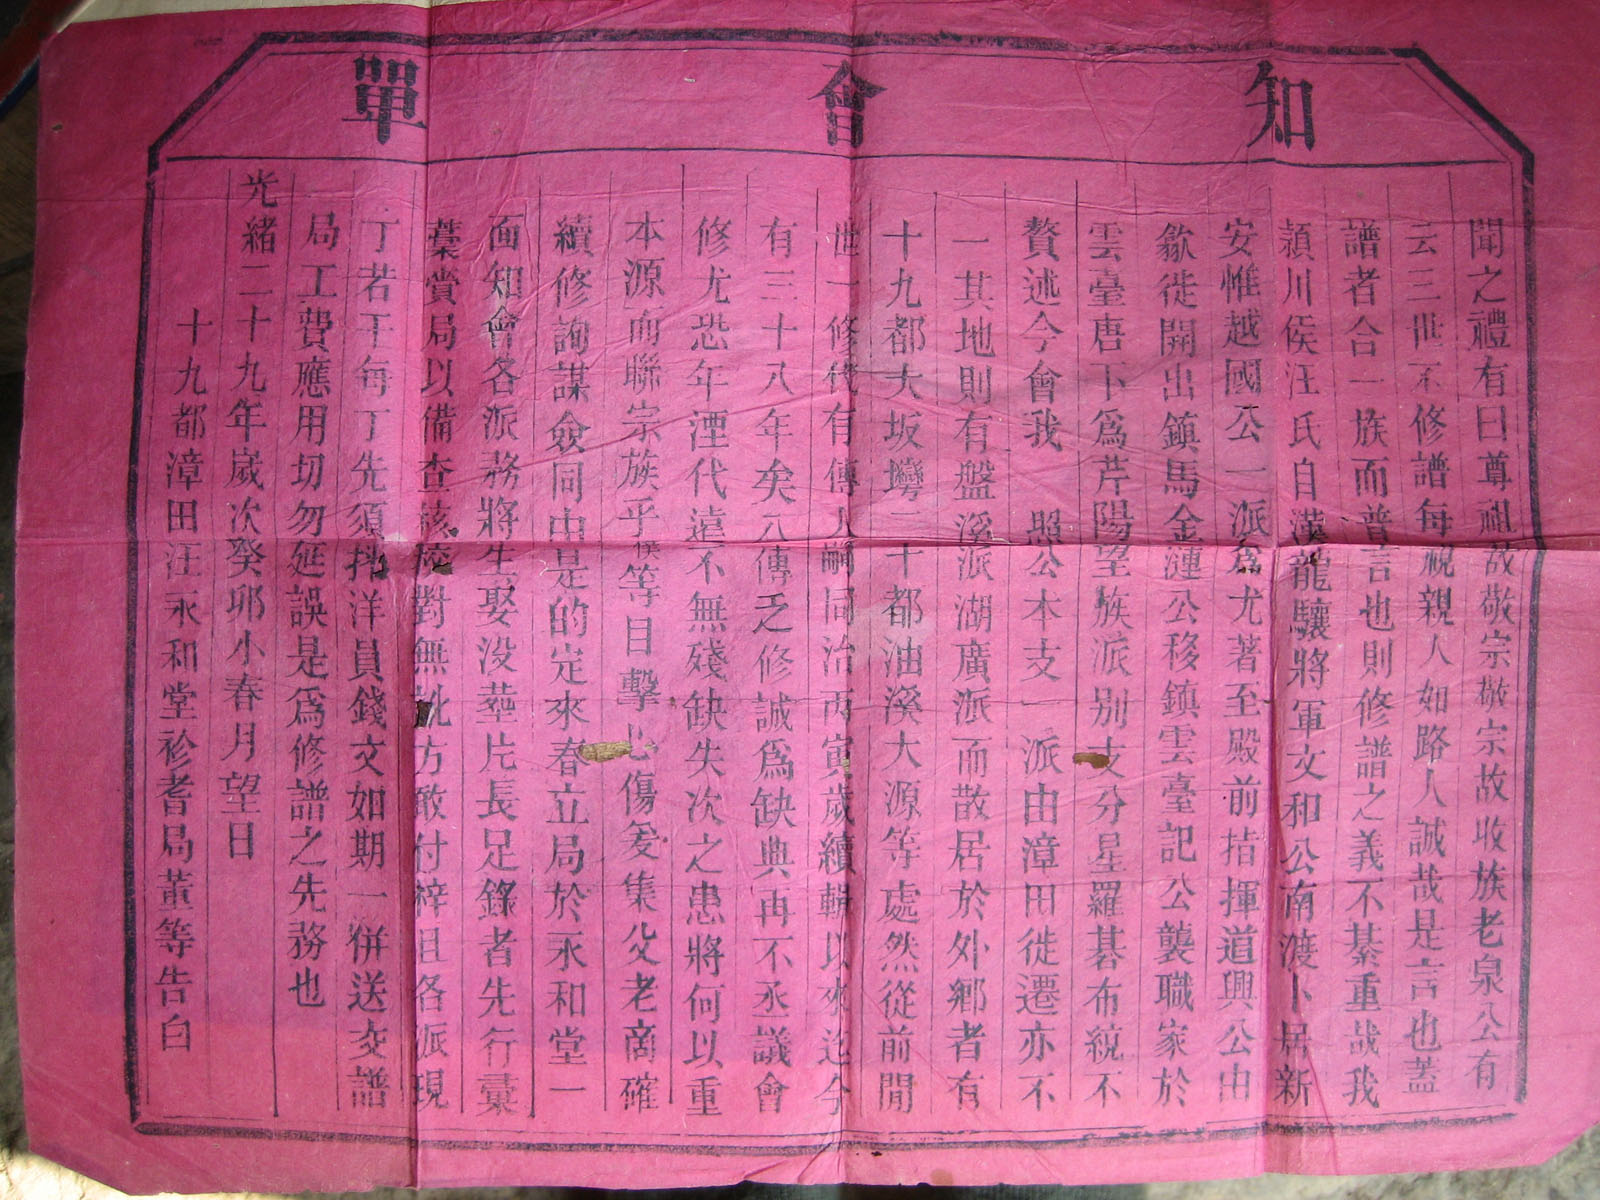 知會單
聞之禮有曰尊祖故敬宗敬宗故收族老泉公有
云三世不修譜每視親人如路人誠哉是言也蓋
譜者合一族而普言也則修譜之義不綦重哉我
潁川侯汪氏自漢龍驤將軍文和公南渡卜居新
安惟越國公一派爲尤著至殿前指揮道興公由
歙徙開出鎮馬金漣公移鎮雲臺記公襲職家於
雲臺唐下爲芹陽望族派别支分星羅碁布統不
贅述今會我 照公本支一派由漳田徙遷亦不
一其地則有盤溪派湖廣派而散居於外鄉者有
十九都大坂灣二十都油溪大源等處然從前閒
世一修代有傳人嗣同治丙寅歲續輯以來迄今
有三十八年矣八傳乏修誠爲缺典再不丞議會
修尤恐年湮代遠不無殘缺失次之患將何以重
本源而聯宗族乎僕等目擊心傷爰集父老商確
續修詢謀僉同由是的定來春立局於永和堂一
面知會各派務將生娶没塟片長足錄者先行彙
藁賫局以備查核校對無訛方敢付梓且各派現
丁若干每丁先須洋員錢文如期一併送交譜
局工費應用切勿延誤是爲修譜之先務也
光緒二十九年歲次癸夘小春月望日
十九都漳田汪永和堂衫耆局董等告白